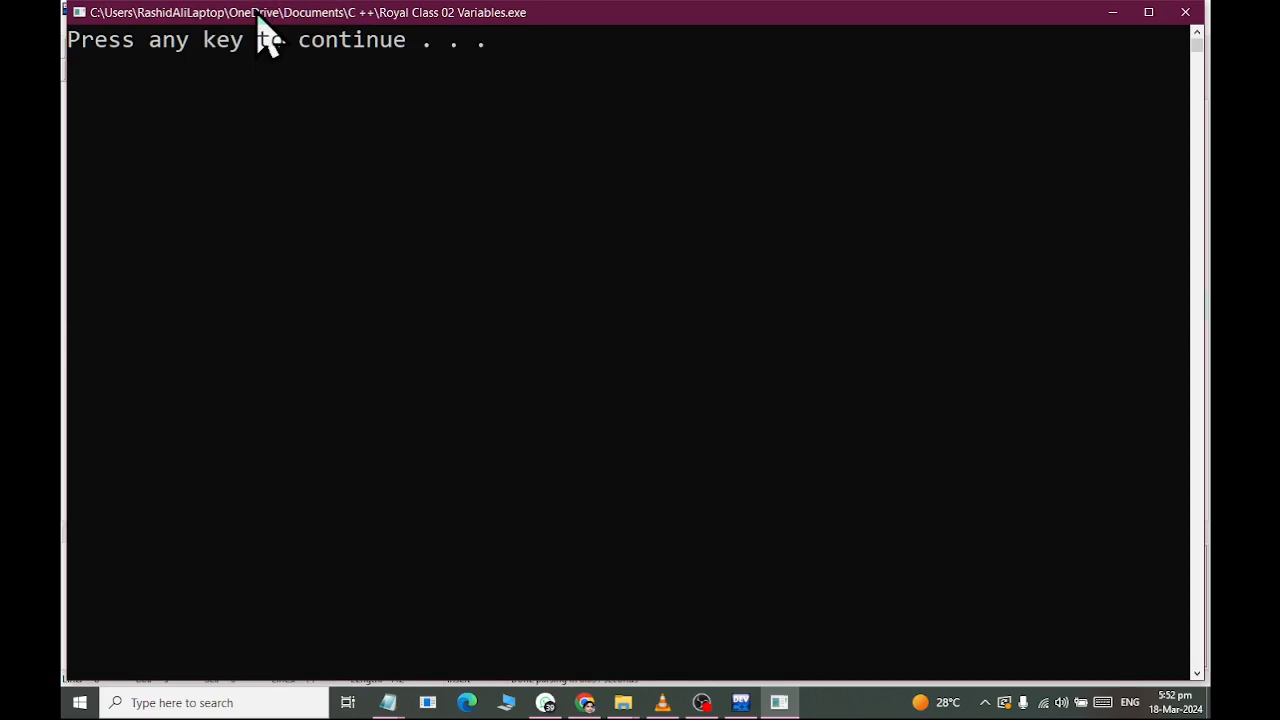 C:\Users\RashidAliLaptop\OneDrive\Documents\C ++\Royal Class 02 Variables.exe
Press any key to continue . . .
Type here to search
DEV
28°C
ENG
5:52 pm
18-Mar-2024